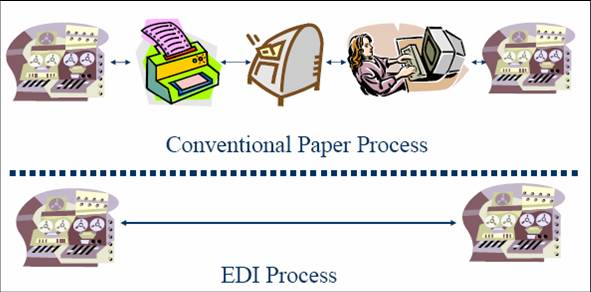 Conventional Paper Process
EDI Process